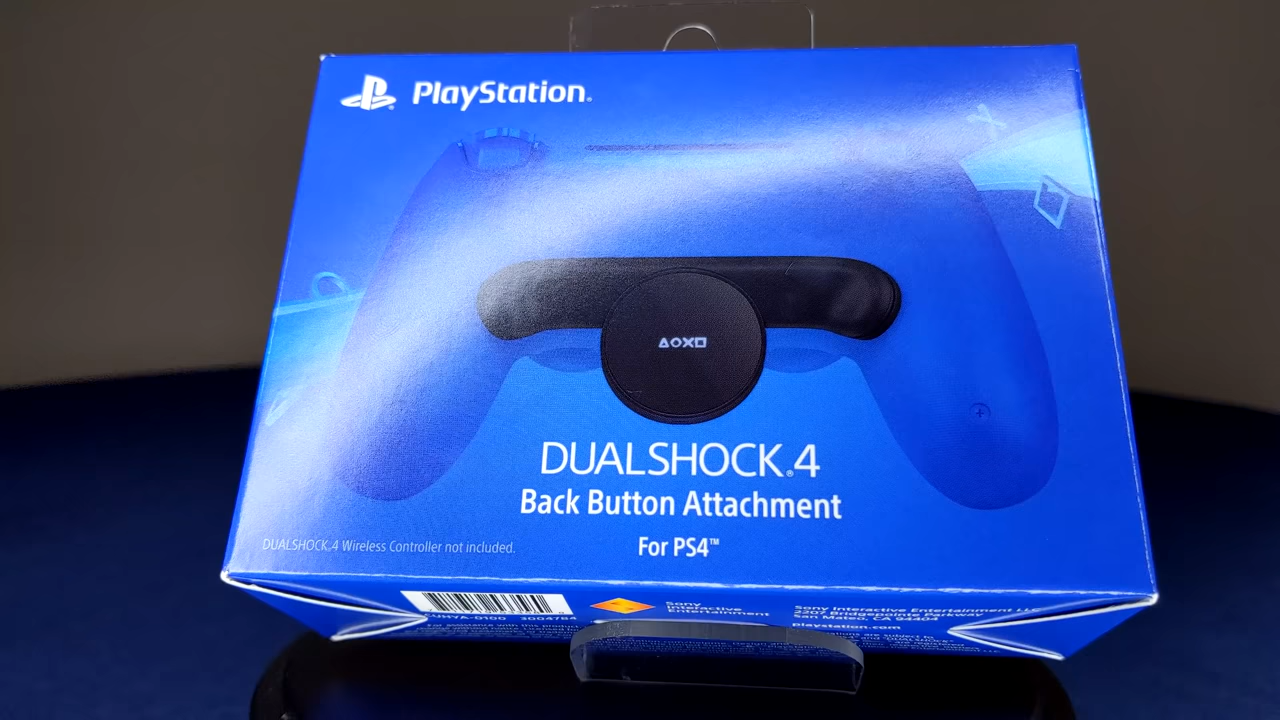 PlayStation®
DUALSHOCK®4
Back Button Attachment
For PS4™
DUALSHOCK®4 Wireless Controller not included.
Sony
Interactive
Entertainment
Sony Interactive Entertainment LLC
2207 Bridgepointe Parkway
San Mateo, CA 94404
playstation.com